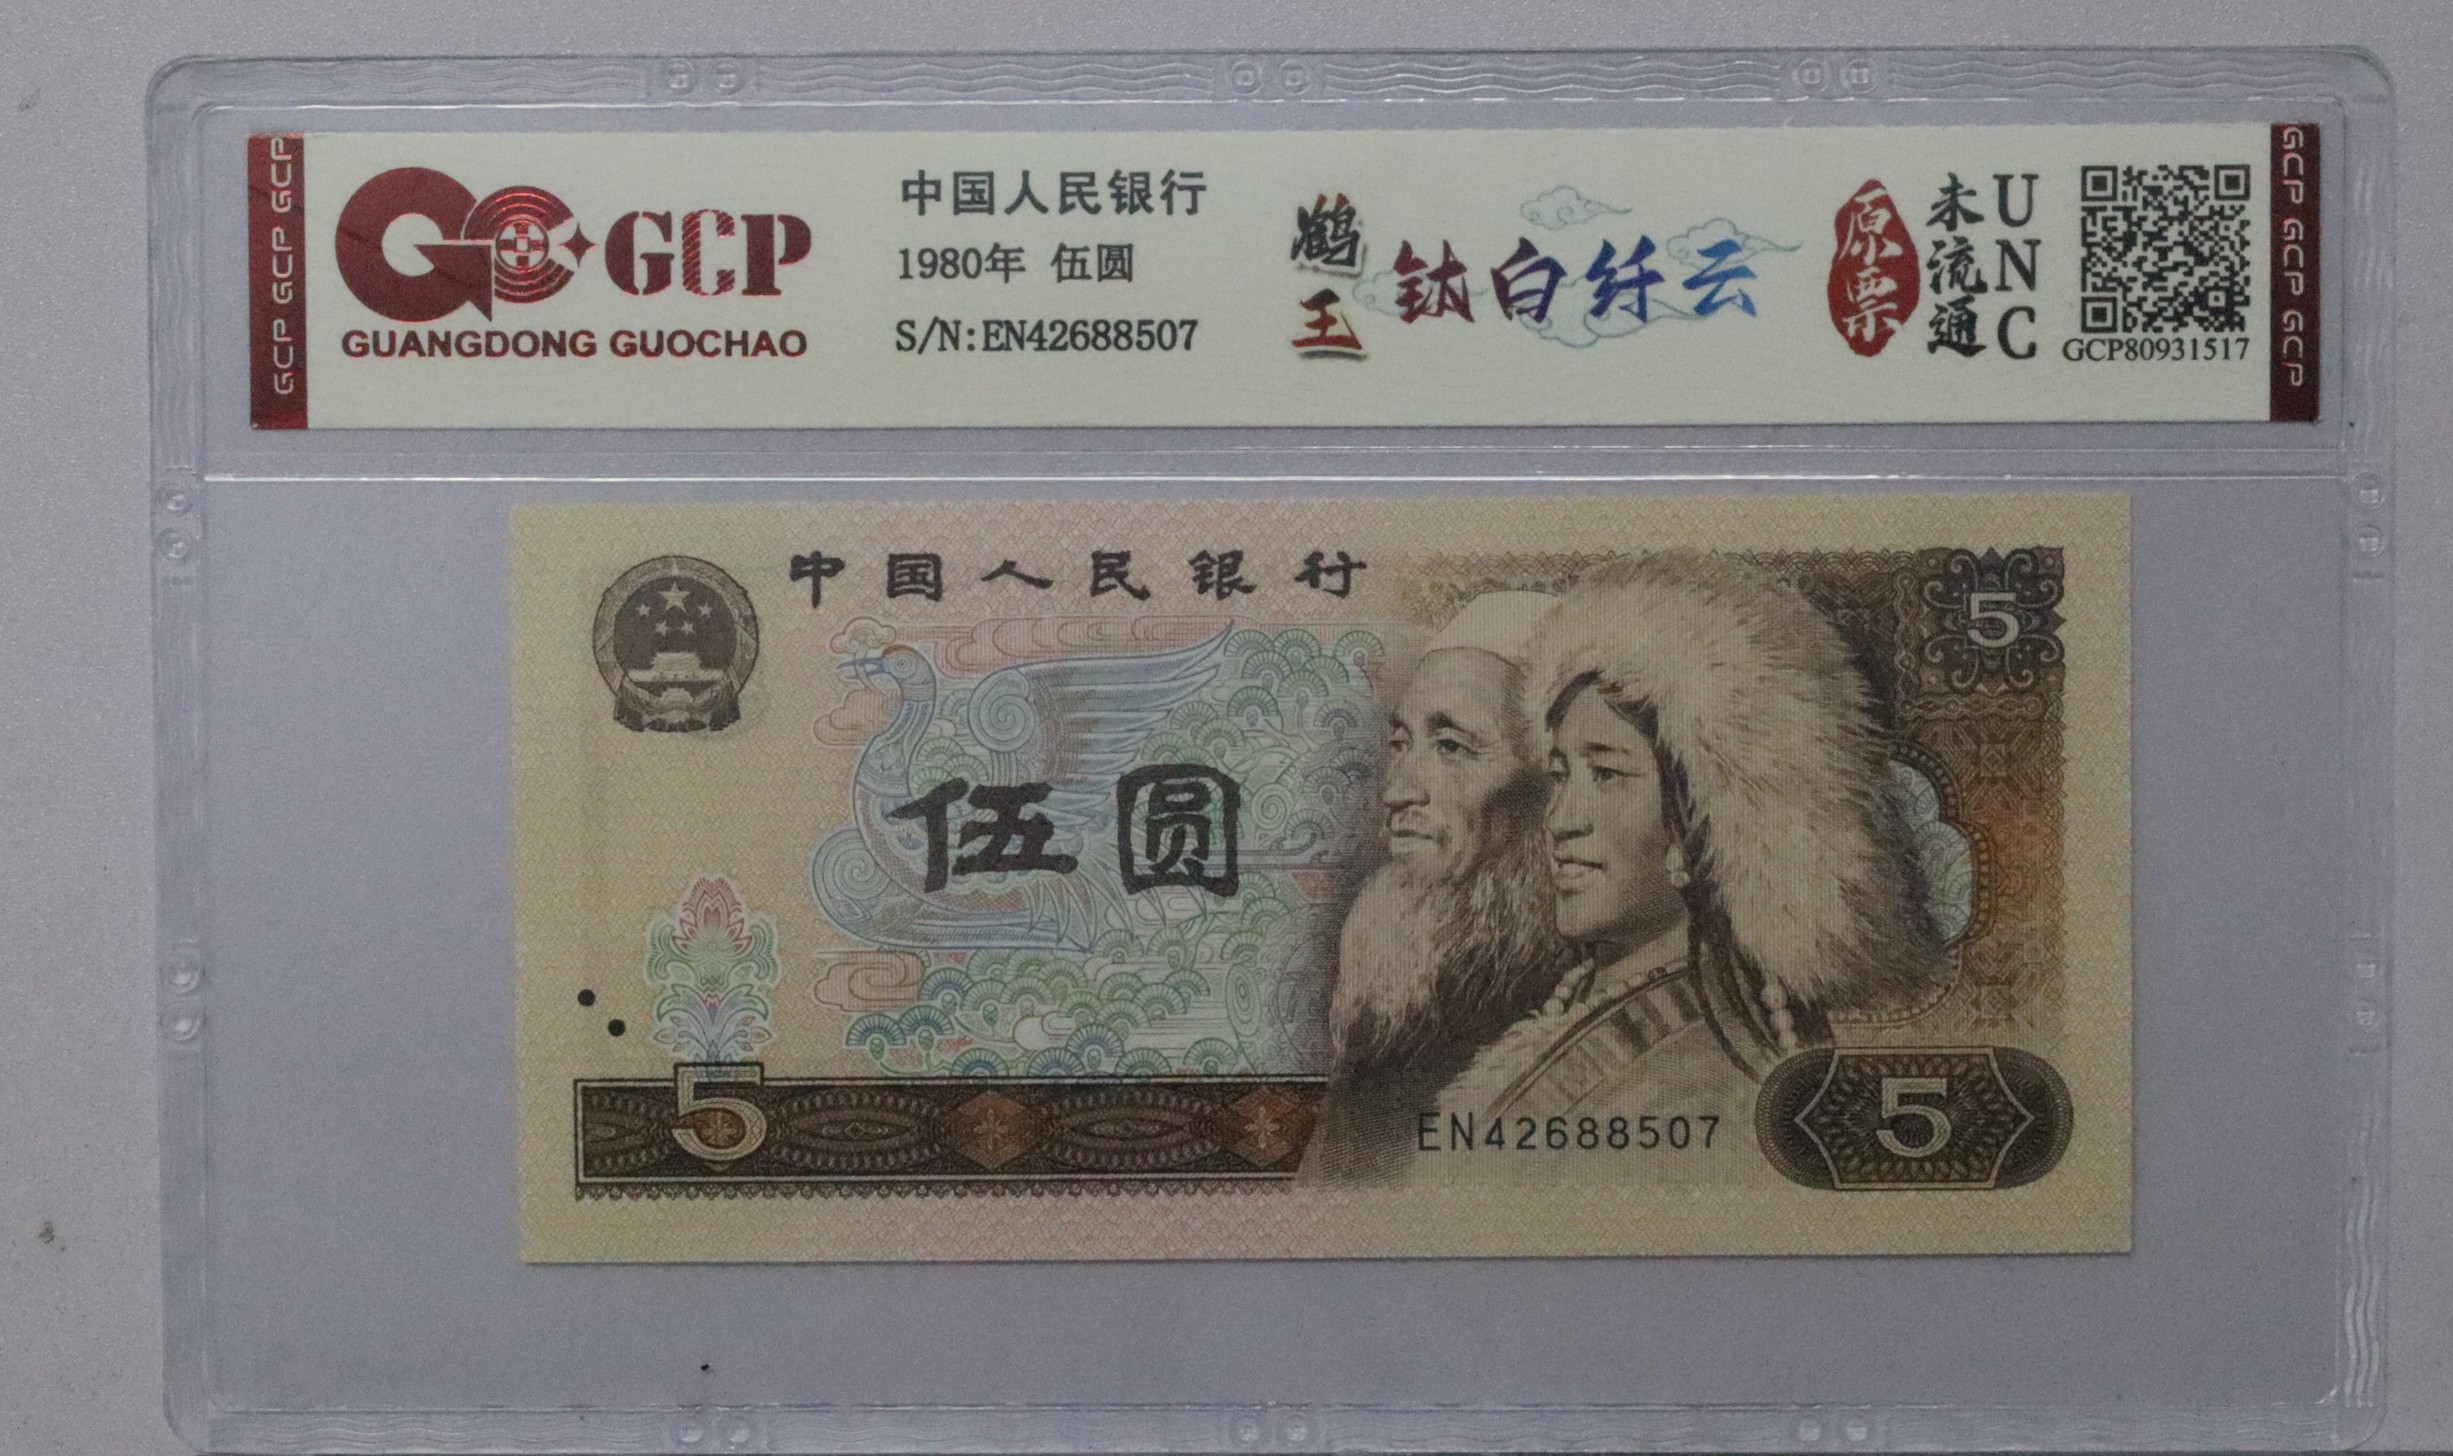 GCP GCP GCP
GCP
GUANGDONG GUOCHAO
中国人民银行
1980年 伍圆
S/N:EN42688507
鹤王
钛白纤云
原票
未流通
UNC
GCP80931517
GCP GCP GCP
中国人民银行
5
伍圆
5
EN42688507
5